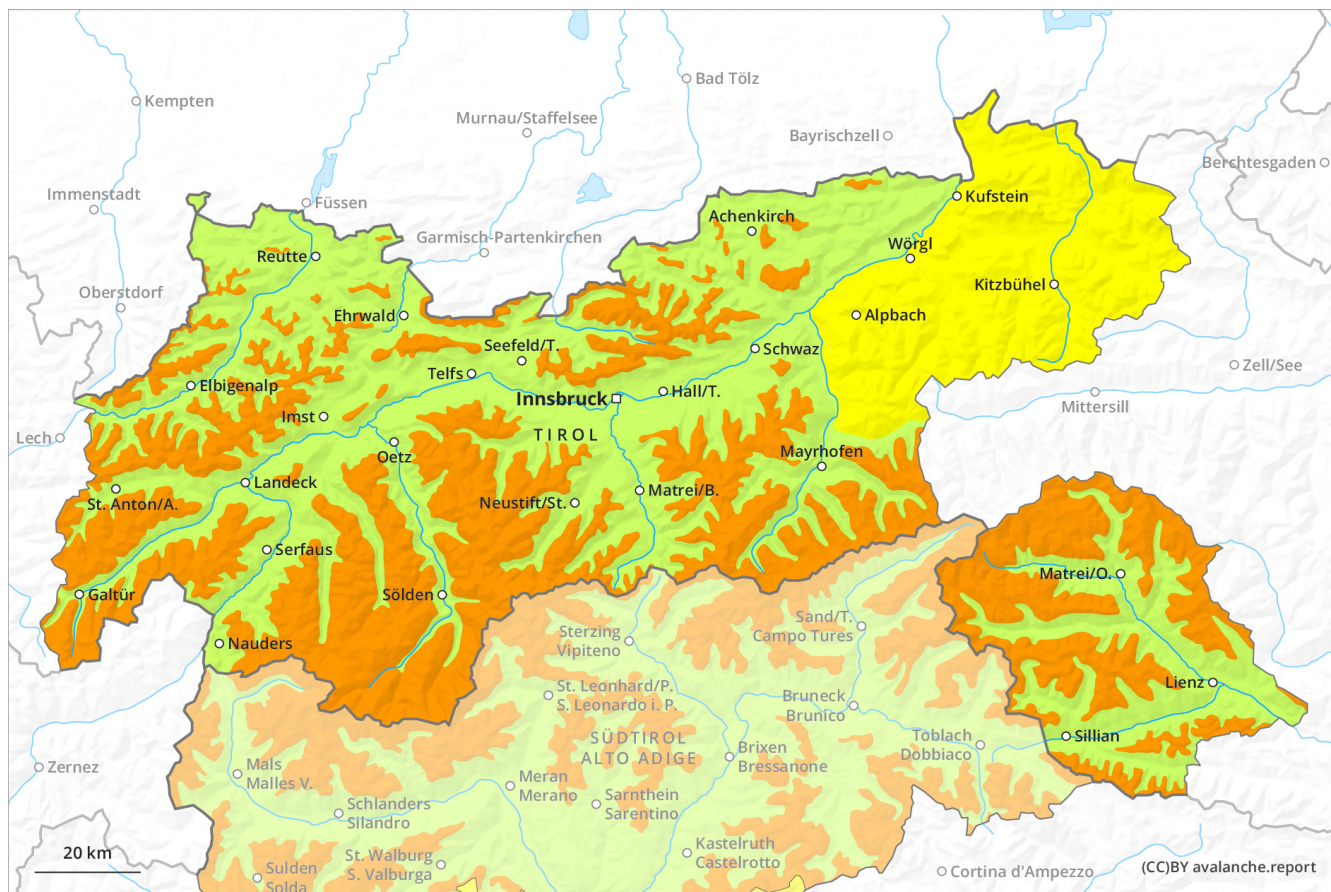 Kempten
Bad Tölz
Murnau/Staffelsee
Bayrischzell
Berchtesgaden
Immenstadt
Füssen
Kufstein
Achenkirch
Garmisch-Partenkirchen
Wörgl
Reutte
Kitzbühel
Oberstdorf
Ehrwald
Alpbach
Seefeld/T.
Schwaz
Zell/See
Telfs
Elbigenalp
Hall/T.
Innsbruck
Mittersill
Imst
Lech
TIROL
Oetz
Mayrhofen
Landeck
Matrei/B.
St. Anton/A.
Neustift/St.
Serfaus
Matrei/O.
Galtür
Sölden
Sand/T.
Campo Tures
Sterzing
Vipiteno
Nauders
Lienz
St. Leonhard/P.
S. Leonardo i. P.
Bruneck
Brunico
Sillian
Toblach
Dobbiaco
SÜDTIROL
ALTO ADIGE
Brixen
Bressanone
Zernez
Mals
Malles V.
Meran
Merano
Sarnthein
Sarentino
Schlanders
Silandro
Kastelruth
Castelrotto
20 km
St. Walburg
S. Valburga
Sulden
Solda
Cortina d'Ampezzo
(CC)BY avalanche.report